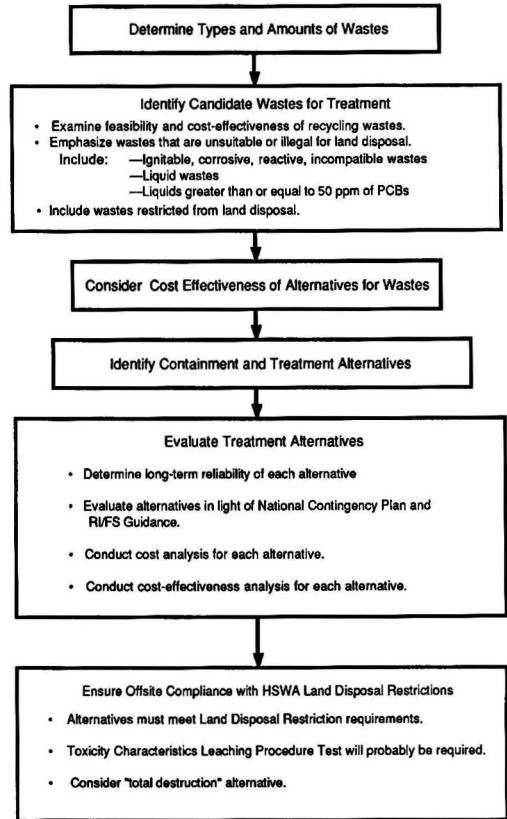 Determine Types and Amounts of Wastes
Identify Candidate Wastes for Treatment
• Examine feasibility and cost-effectiveness of recycling wastes.
• Emphasize wastes that are unsuitable or illegal for land disposal.
Include: —Ignitable, corrosive, reactive, incompatible wastes
—Liquid wastes
—Liquids greater than or equal to 50 ppm of PCBs
• Include wastes restricted from land disposal.
Consider Cost Effectiveness of Alternatives for Wastes
Identify Containment and Treatment Alternatives
Evaluate Treatment Alternatives
• Determine long-term reliability of each alternative
• Evaluate alternatives in light of National Contingency Plan and
RI/FS Guidance.
• Conduct cost analysis for each alternative.
• Conduct cost-effectiveness analysis for each alternative.
Ensure Offsite Compliance with HSWA Land Disposal Restrictions
• Alternatives must meet Land Disposal Restriction requirements.
• Toxicity Characteristics Leaching Procedure Test will probably be required.
• Consider "total destruction" alternative.